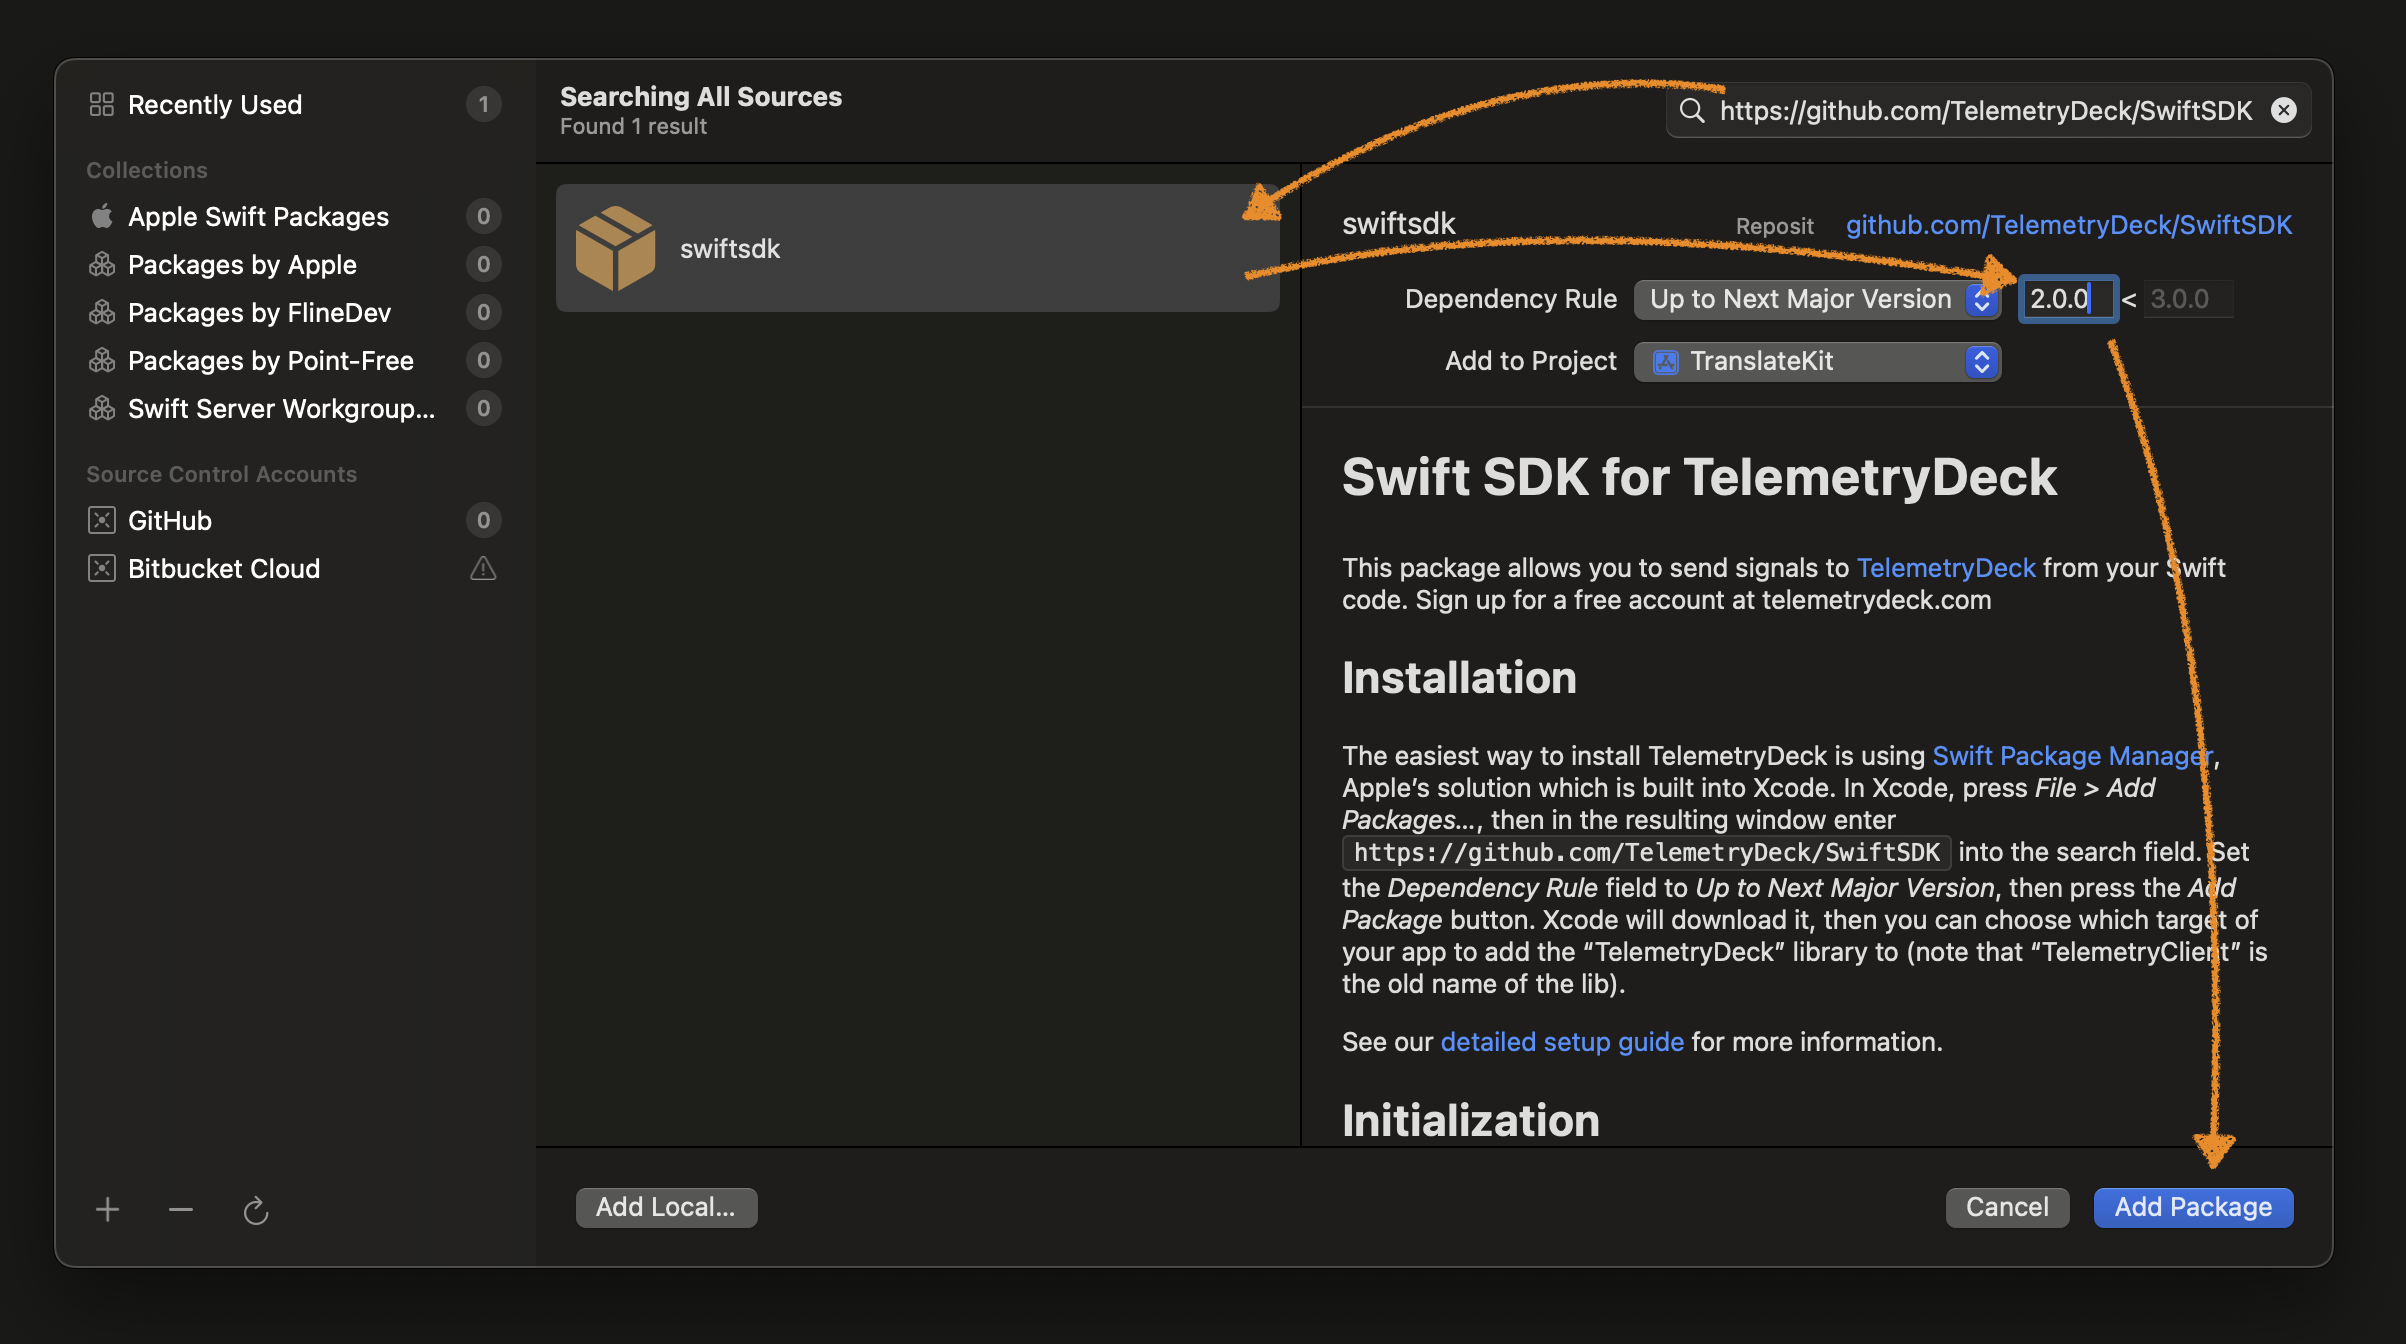 Recently Used 1
Collections
Apple Swift Packages 0
Packages by Apple 0
Packages by FlineDev 0
Packages by Point-Free 0
Swift Server Workgroup... 0
Source Control Accounts
GitHub 0
Bitbucket Cloud
Searching All Sources
Found 1 result
https://github.com/TelemetryDeck/SwiftSDK
swiftsdk
swiftsdk Reposit github.com/TelemetryDeck/SwiftSDK
Dependency Rule Up to Next Major Version 2.0.0 < 3.0.0
Add to Project TranslateKit
Swift SDK for TelemetryDeck
This package allows you to send signals to TelemetryDeck from your Swift
code. Sign up for a free account at telemetrydeck.com
Installation
The easiest way to install TelemetryDeck is using Swift Package Manager,
Apple’s solution which is built into Xcode. In Xcode, press File > Add
Packages..., then in the resulting window enter
https://github.com/TelemetryDeck/SwiftSDK into the search field. Set
the Dependency Rule field to Up to Next Major Version, then press the Add
Package button. Xcode will download it, then you can choose which target of
your app to add the “TelemetryDeck” library to (note that “TelemetryClient” is
the old name of the lib).
See our detailed setup guide for more information.
Initialization
Add Local... Cancel Add Package